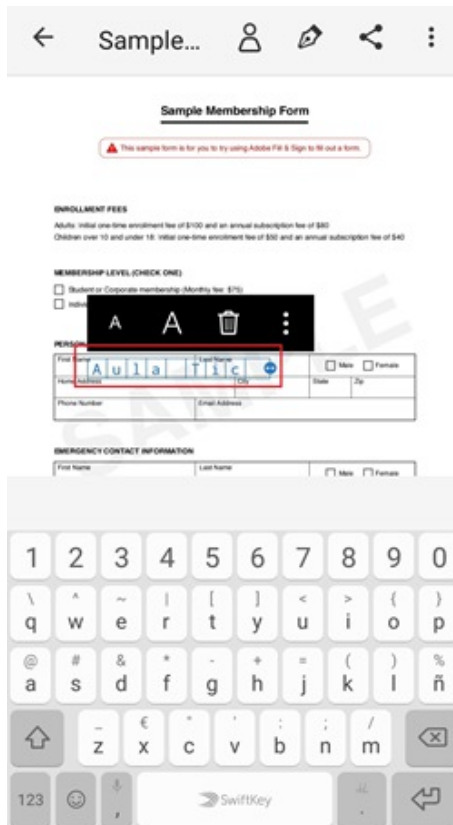 Sample...
Sample Membership Form
This sample form is for you to try using Adobe Fill & Sign to fill out a form.
ENROLLMENT FEES
Adults: Initial one-time enrollment fee of $100 and an annual subscription fee of $80
Children over 10 and under 18: Initial one-time enrollment fee of $50 and an annual subscription fee of $40
MEMBERSHIP LEVEL (CHECK ONE)
Student or Corporate membership (Monthly fee: $75)
A A
PERSON
First Name Last Name Male Female
Aula Tic
Home Address City State Zip
Phone Number Email Address
EMERGENCY CONTACT INFORMATION
First Name Last Name Male Female
SAMPLE
1 2 3 4 5 6 7 8 9 0
\ ^ ~ | [ ] < > { }
q w e r t y u i o p
@ # & * - + = ( ) %
a s d f g h j k l ñ
_ € " ' : ; /
z x c v b n m
123 , SwiftKey .